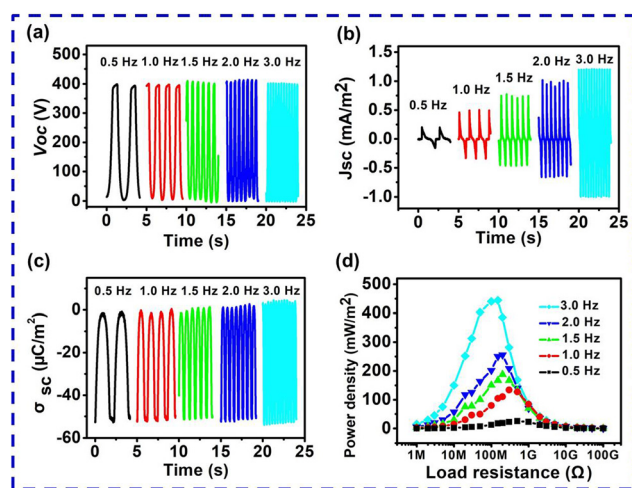 (a)
0.5 Hz 1.0 Hz 1.5 Hz 2.0 Hz 3.0 Hz
Voc (V)
500
400
300
200
100
0
0 5 10 15 20 25
Time (s)
(b)
0.5 Hz 1.0 Hz 1.5 Hz 2.0 Hz 3.0 Hz
Jsc (mA/m²)
1.5
1.0
0.5
0.0
-0.5
-1.0
0 5 10 15 20 25
Time (s)
(c)
0.5 Hz 1.0 Hz 1.5 Hz 2.0 Hz 3.0 Hz
σ sc (μC/m²)
0
-20
-40
-60
0 5 10 15 20 25
Time (s)
(d)
Power density (mW/m²)
500
400
300
200
100
0
3.0 Hz
2.0 Hz
1.5 Hz
1.0 Hz
0.5 Hz
1M 10M 100M 1G 10G 100G
Load resistance (Ω)